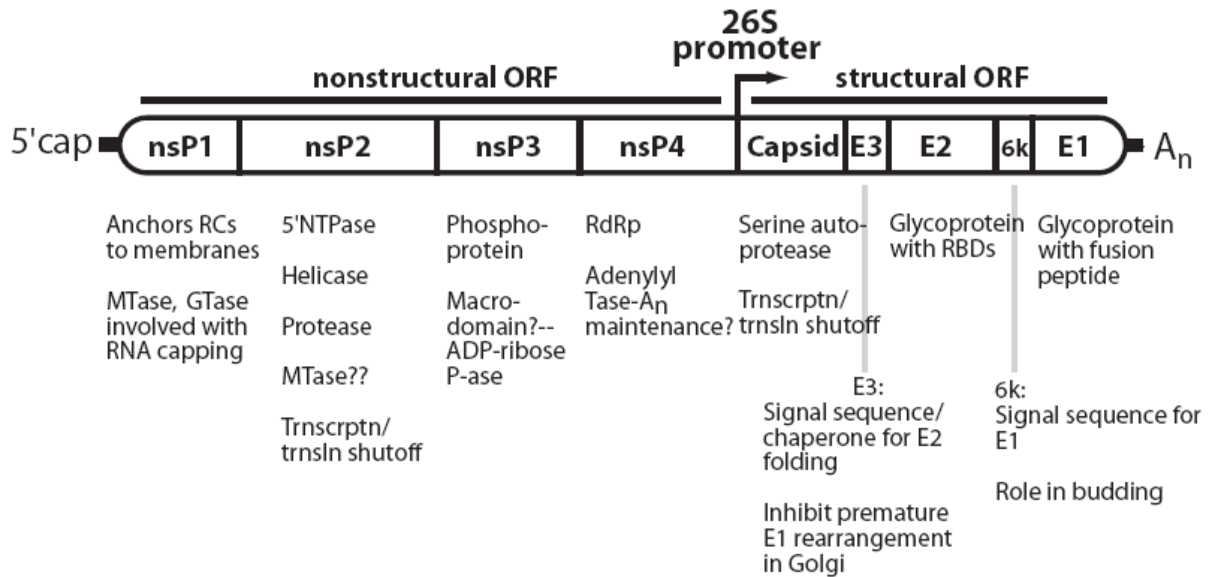 26S
promoter
nonstructural ORF
structural ORF
5'cap
nsP1
nsP2
nsP3
nsP4
Capsid
E3
E2
6k
E1
An
Anchors RCs
to membranes
MTase, GTase
involved with
RNA capping
5'NTPase
Helicase
Protease
MTase??
Trnscrptn/
trnsln shutoff
Phospho-
protein
Macro-
domain?--
ADP-ribose
P-ase
RdRp
Adenylyl
Tase-An
maintenance?
Serine auto-
protease
Trnscrptn/
trnsln shutoff
Glycoprotein
with RBDs
Glycoprotein
with fusion
peptide
E3:
Signal sequence/
chaperone for E2
folding
Inhibit premature
E1 rearrangement
in Golgi
6k:
Signal sequence for
E1
Role in budding